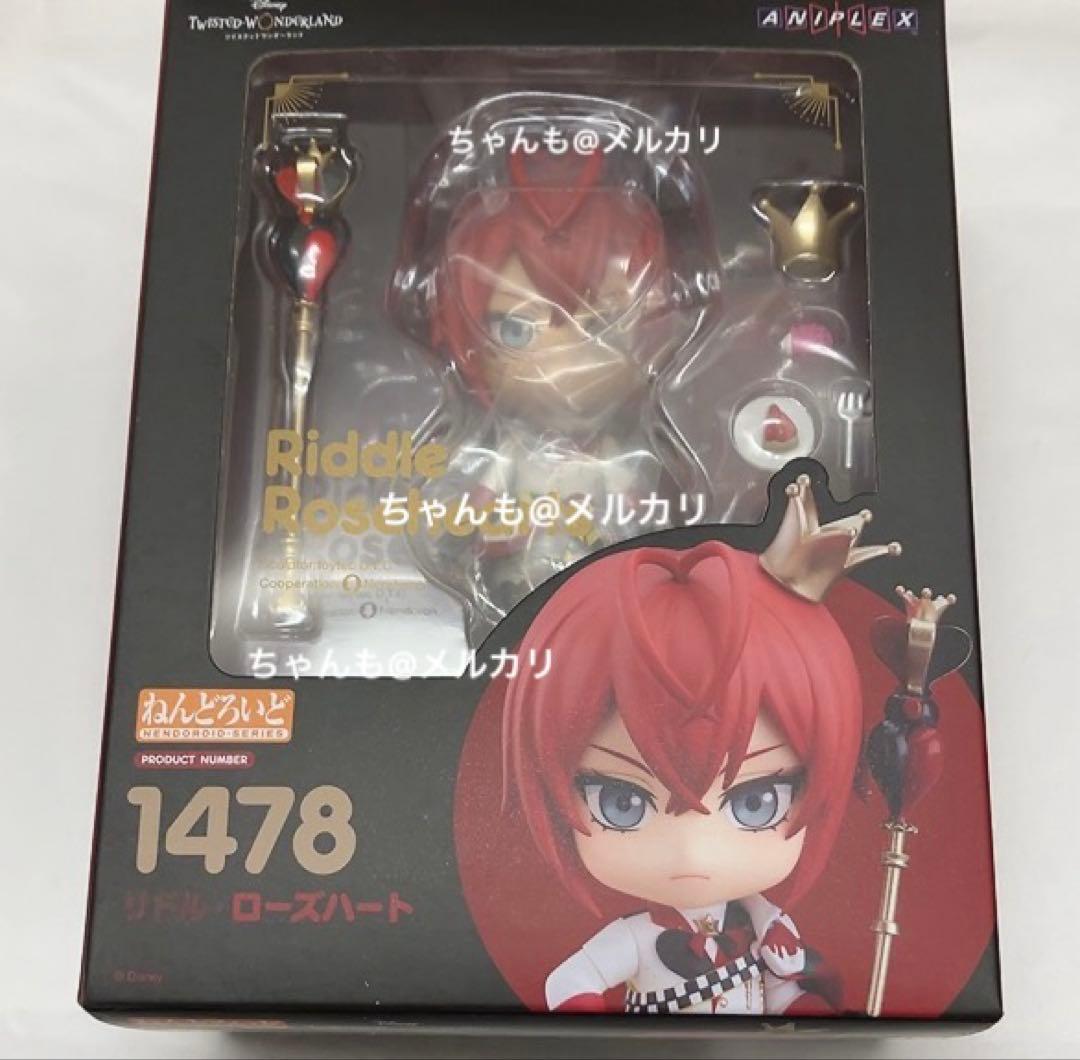 Disney
TWISTED-WONDERLAND
ツイステッドワンダーランド
ANIPLEX
ちゃんも@メルカリ
Riddle
ちゃんも@メルカリ
Cooperation:
ちゃんも@メルカリ
ねんどろいど
NENDOROID-SERIES
PRODUCT NUMBER
1478
リドル・ローズハート
© Disney